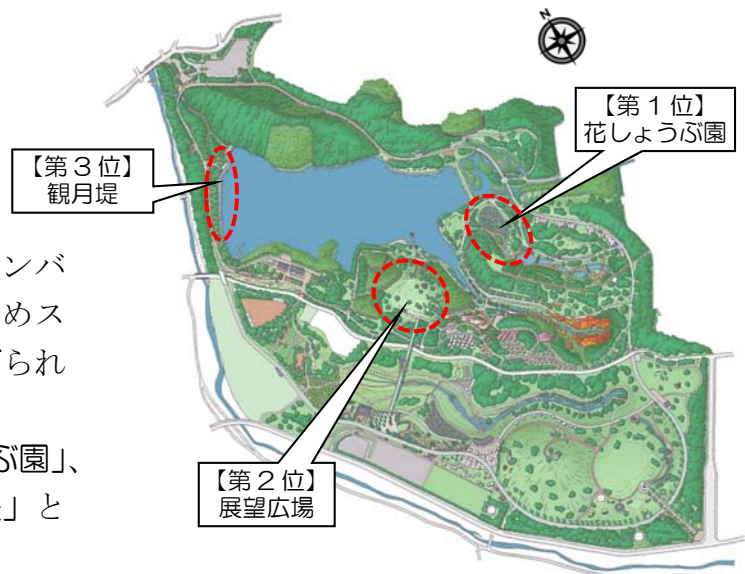 N
【第１位】
花しょうぶ園
【第３位】
観月堤
ンバ
めス
られ
ぶ園」、
」と
【第２位】
展望広場